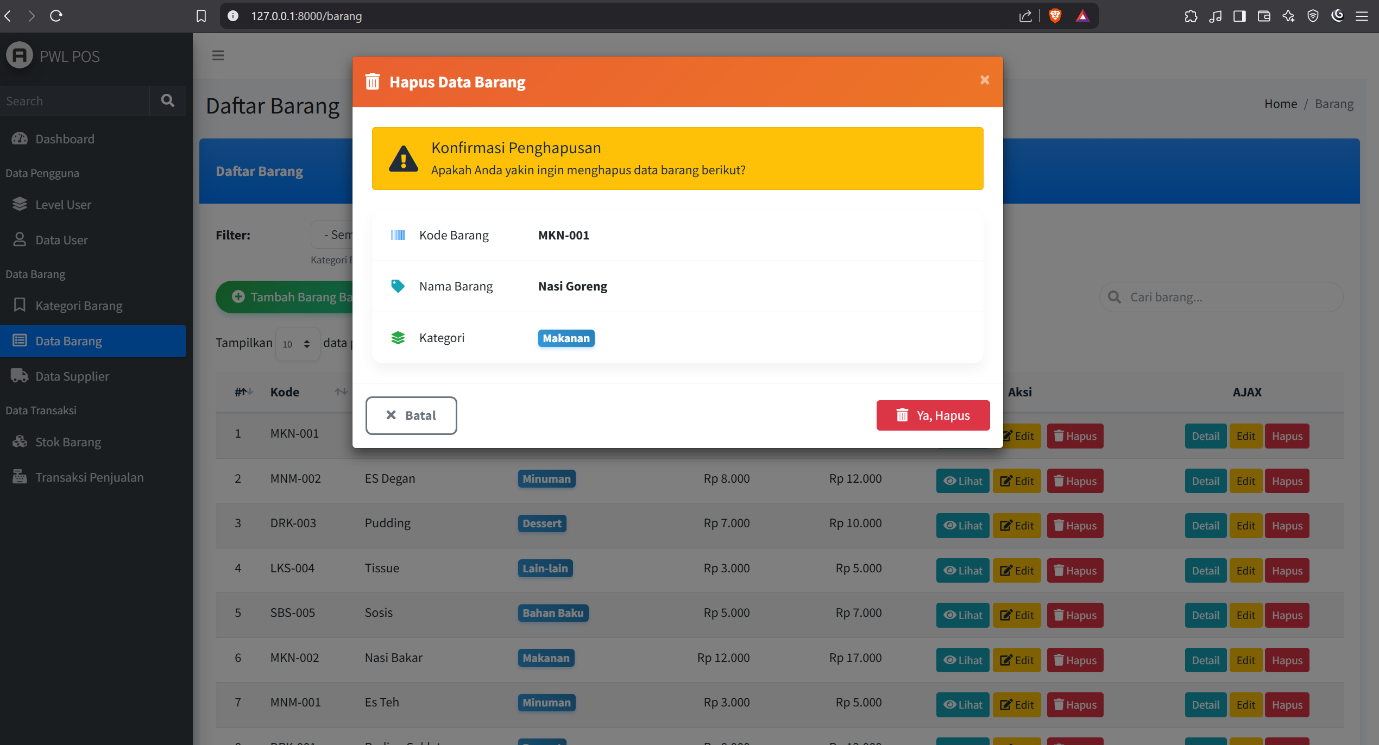 127.0.0.1:8000/barang
PWL POS
Search
Dashboard
Data Pengguna
Level User
Data User
Data Barang
Kategori Barang
Data Barang
Data Supplier
Data Transaksi
Stok Barang
Transaksi Penjualan
Daftar Barang
Home / Barang
Daftar Barang
Filter:
- Sem
Kategori B
Tambah Barang Ba
Cari barang...
Tampilkan 10 data
Hapus Data Barang ×
Konfirmasi Penghapusan
Apakah Anda yakin ingin menghapus data barang berikut?
Kode Barang MKN-001
Nama Barang Nasi Goreng
Kategori Makanan
Batal Ya, Hapus
# Kode Aksi AJAX
1 MKN-001 Edit Hapus Detail Edit Hapus
2 MNM-002 ES Degan Minuman Rp 8.000 Rp 12.000 Lihat Edit Hapus Detail Edit Hapus
3 DRK-003 Pudding Dessert Rp 7.000 Rp 10.000 Lihat Edit Hapus Detail Edit Hapus
4 LKS-004 Tissue Lain-lain Rp 3.000 Rp 5.000 Lihat Edit Hapus Detail Edit Hapus
5 SBS-005 Sosis Bahan Baku Rp 5.000 Rp 7.000 Lihat Edit Hapus Detail Edit Hapus
6 MKN-002 Nasi Bakar Makanan Rp 12.000 Rp 17.000 Lihat Edit Hapus Detail Edit Hapus
7 MNM-001 Es Teh Minuman Rp 3.000 Rp 5.000 Lihat Edit Hapus Detail Edit Hapus